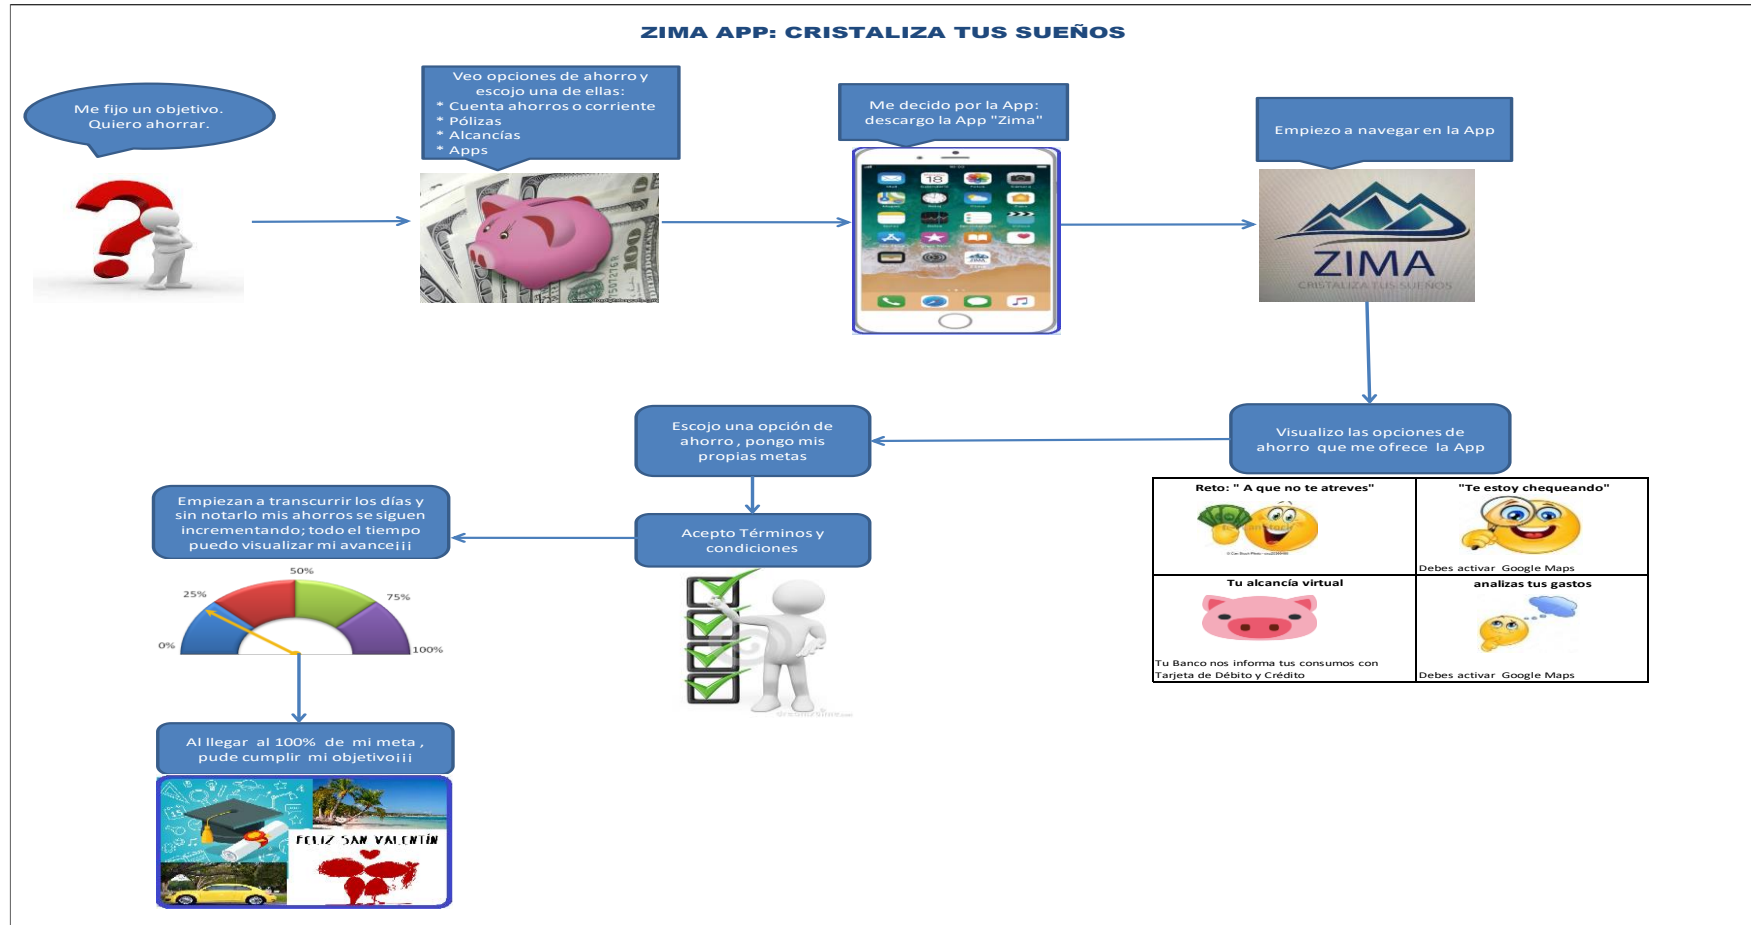 ZIMA APP: CRISTALIZA TUS SUEÑOS
Me fijo un objetivo.
Quiero ahorrar.
Veo opciones de ahorro y
escojo una de ellas:
* Cuenta ahorros o corriente
* Pólizas
* Alcancías
* Apps
Me decido por la App:
descargo la App "Zima"
Empiezo a navegar en la App
18
100
ZIMA
CRISTALIZA TUS SUEÑOS
Visualizo las opciones de
ahorro que me ofrece la App
Reto: " A que no te atreves"
"Te estoy chequeando"
Debes activar Google Maps
Tu alcancía virtual
Tu Banco nos informa tus consumos con
Tarjeta de Débito y Crédito
analizas tus gastos
Debes activar Google Maps
Escojo una opción de
ahorro , pongo mis
propias metas
Acepto Términos y
condiciones
Empiezan a transcurrir los días y
sin notarlo mis ahorros se siguen
incrementando; todo el tiempo
puedo visualizar mi avance¡¡¡
0%
25%
50%
75%
100%
Al llegar al 100% de mi meta ,
pude cumplir mi objetivo¡¡¡
FELIZ SAN VALENTÍN